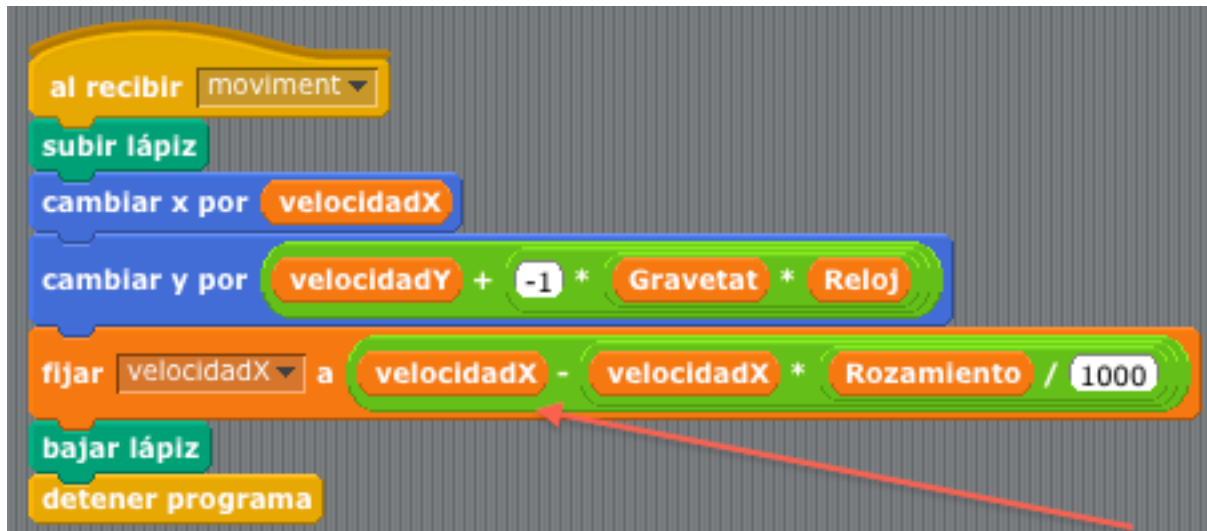 al recibir moviment
subir lápiz
cambiar x por velocidadX
cambiar y por velocidadY + -1 * Gravetat * Reloj
fijar velocidadX a velocidadX - velocidadX * Rozamiento / 1000
bajar lápiz
detener programa